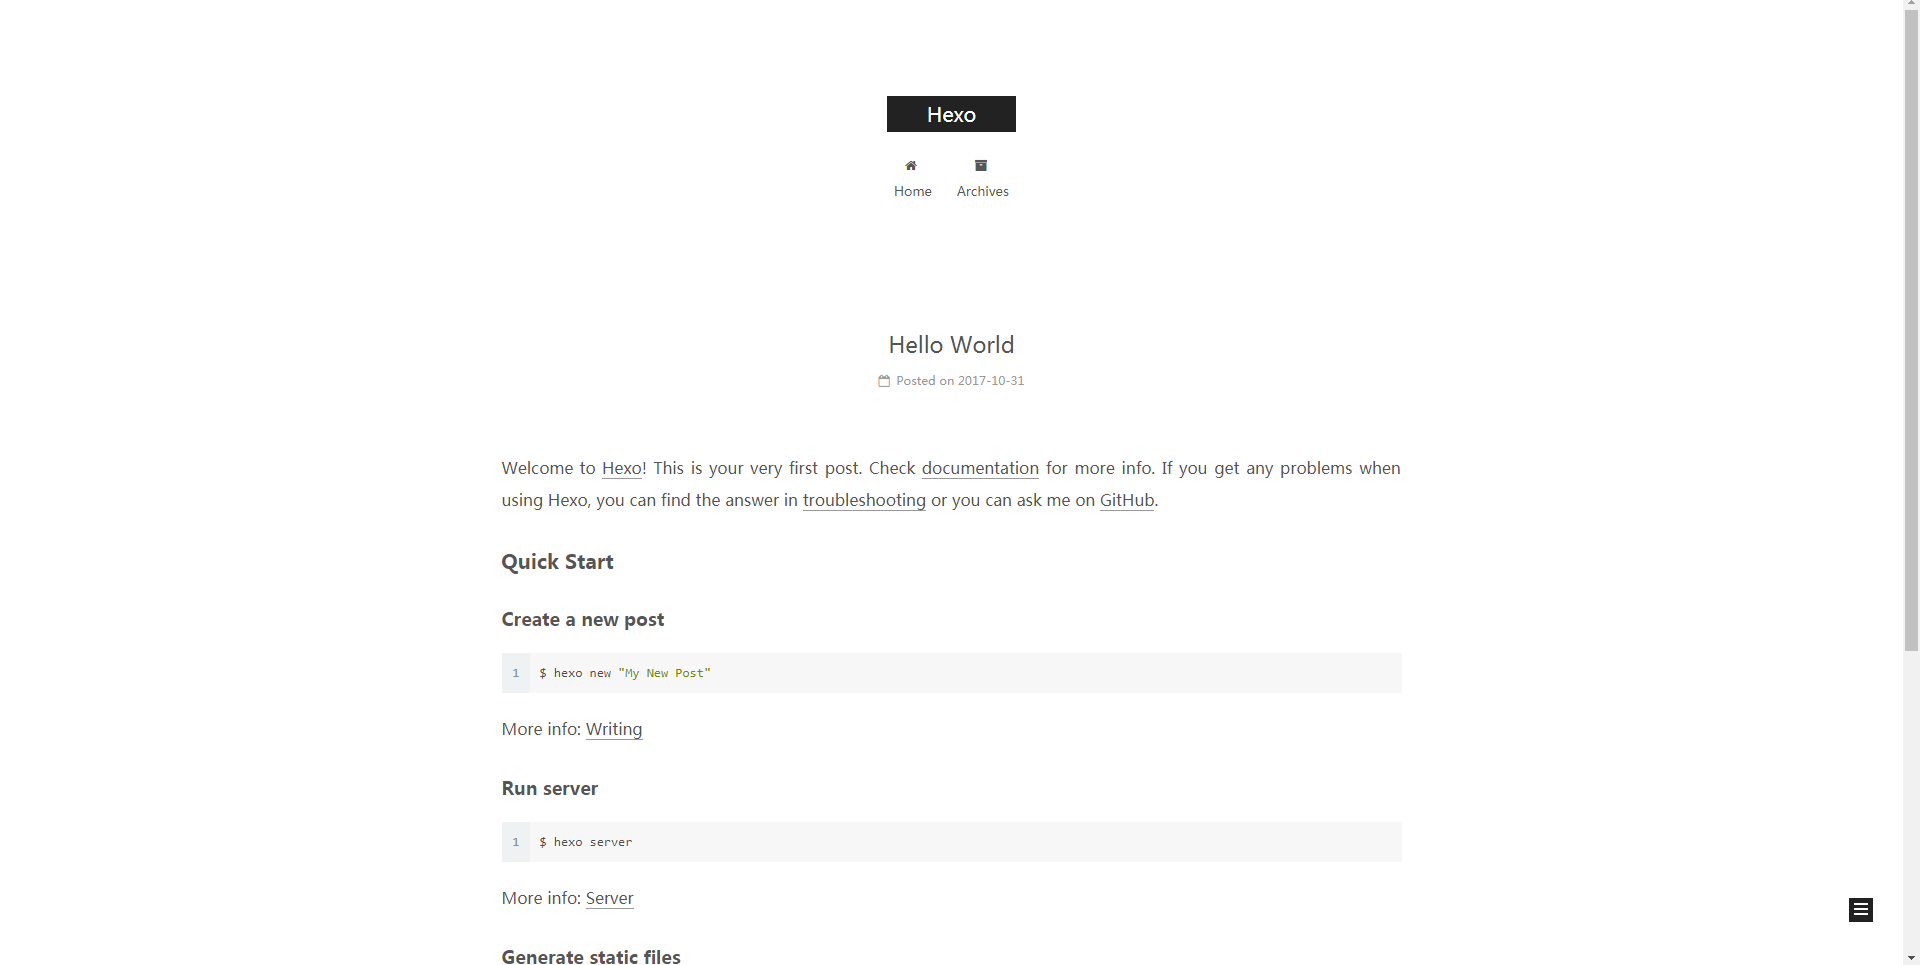 Hexo
Home Archives
Hello World
Posted on 2017-10-31
Welcome to Hexo! This is your very first post. Check documentation for more info. If you get any problems when
using Hexo, you can find the answer in troubleshooting or you can ask me on GitHub.
Quick Start
Create a new post
1 $ hexo new "My New Post"
More info: Writing
Run server
1 $ hexo server
More info: Server
Generate static files